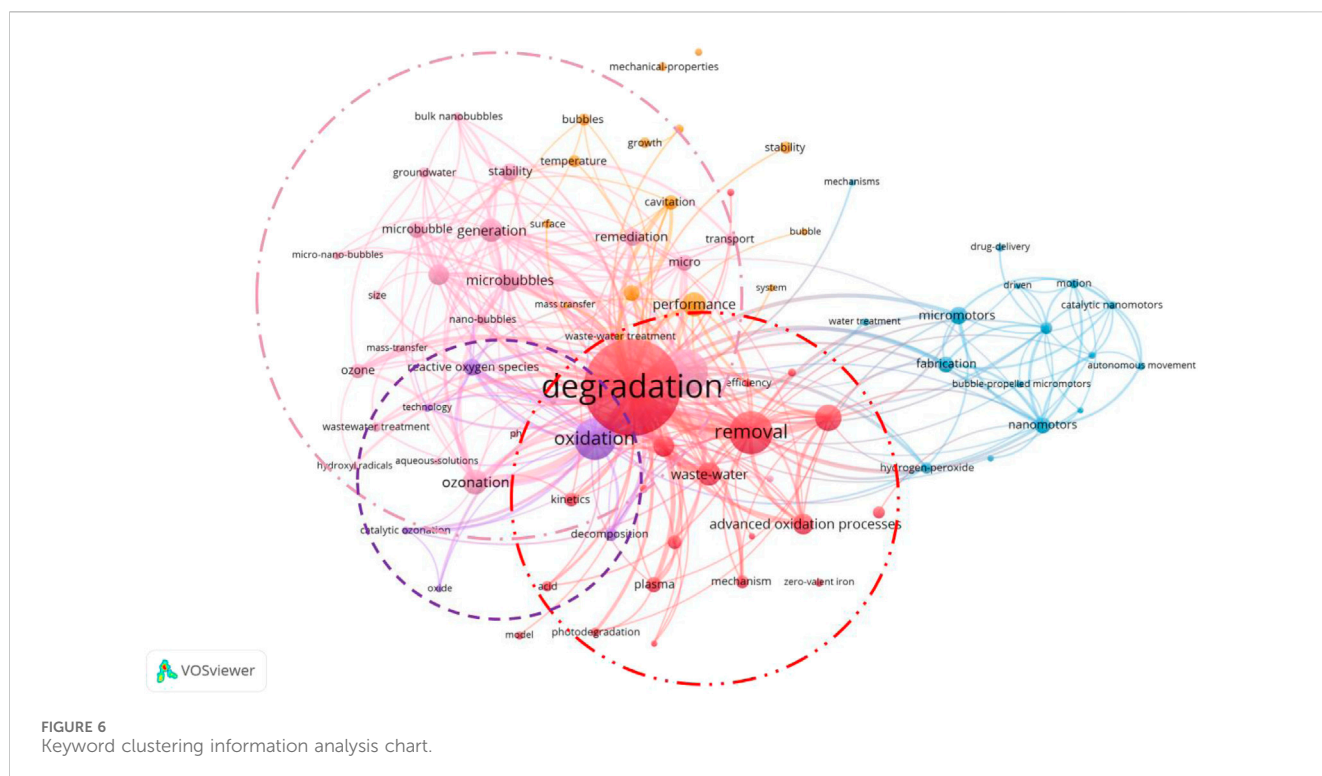 mechanical-properties
bulk nanobubbles
bubbles
growth
stability
temperature
groundwater
stability
mechanisms
cavitation
surface
microbubble
generation
remediation
transport
bubble
drug-delivery
micro-nano-bubbles
micro
microbubbles
driven
motion
system
size
mass transfer
performance
catalytic nanomotors
micromotors
nano-bubbles
water treatment
waste-water treatment
mass-transfer
ozone
reactive oxygen species
fabrication
autonomous movement
degradation
efficiency
bubble-propelled micromotors
technology
wastewater treatment
ph
oxidation
removal
nanomotors
hydroxyl radicals
aqueous-solutions
hydrogen-peroxide
ozonation
waste-water
kinetics
advanced oxidation processes
catalytic ozonation
decomposition
oxide
acid
plasma
mechanism
zero-valent iron
model
photodegradation
VOSviewer
FIGURE 6
Keyword clustering information analysis chart.